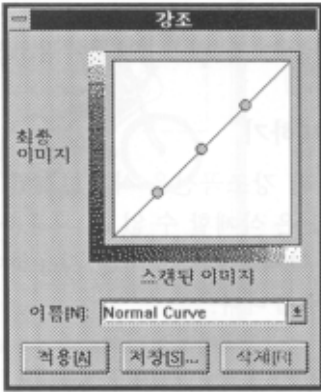 강조
최종
이미지
스캔된 이미지
이름[N]: Normal Curve
적용[A] 저장[S]... 삭제[R]